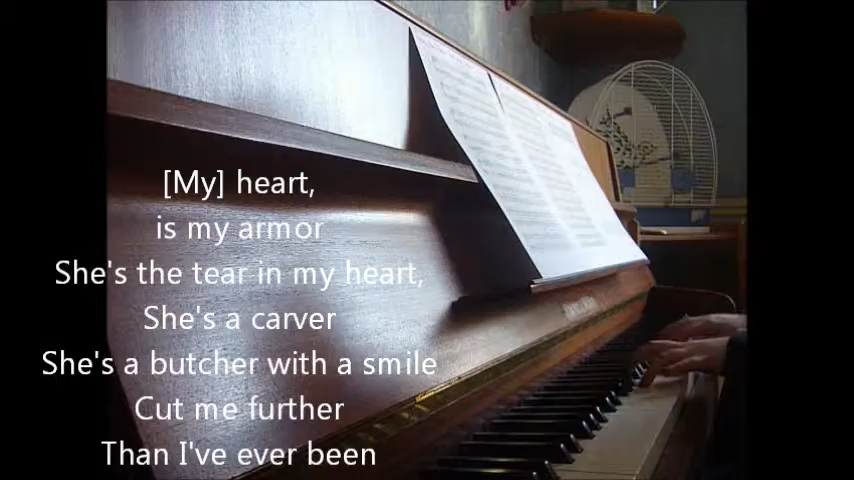 [My] heart,
is my armor
She's the tear in my heart,
She's a carver
She's a butcher with a smile
Cut me further
Than I've ever been